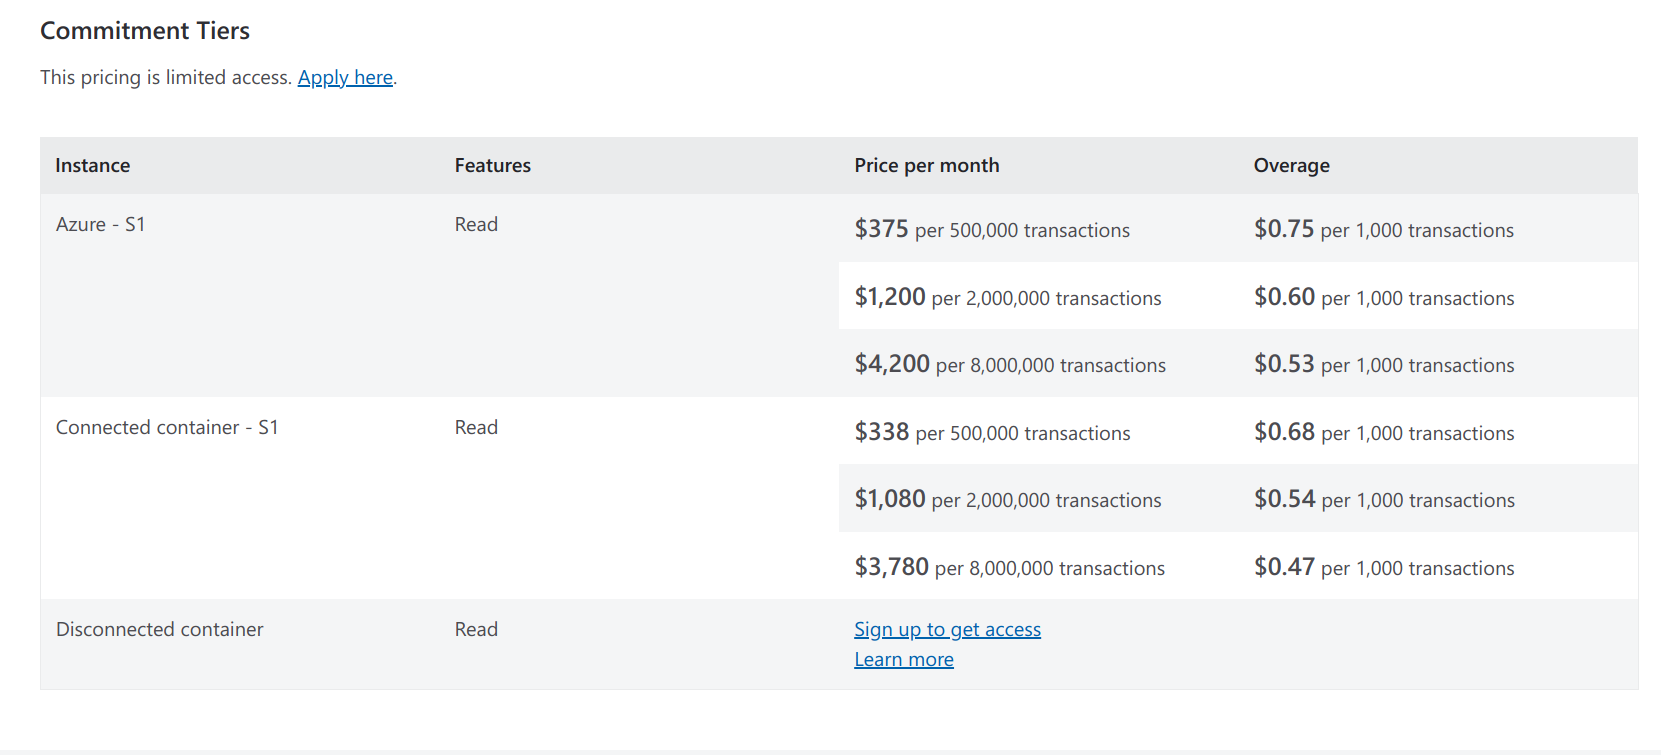 Commitment Tiers
This pricing is limited access. Apply here.
Instance Features Price per month Overage
Azure - S1 Read $375 per 500,000 transactions $0.75 per 1,000 transactions
$1,200 per 2,000,000 transactions $0.60 per 1,000 transactions
$4,200 per 8,000,000 transactions $0.53 per 1,000 transactions
Connected container - S1 Read $338 per 500,000 transactions $0.68 per 1,000 transactions
$1,080 per 2,000,000 transactions $0.54 per 1,000 transactions
$3,780 per 8,000,000 transactions $0.47 per 1,000 transactions
Disconnected container Read Sign up to get access
Learn more